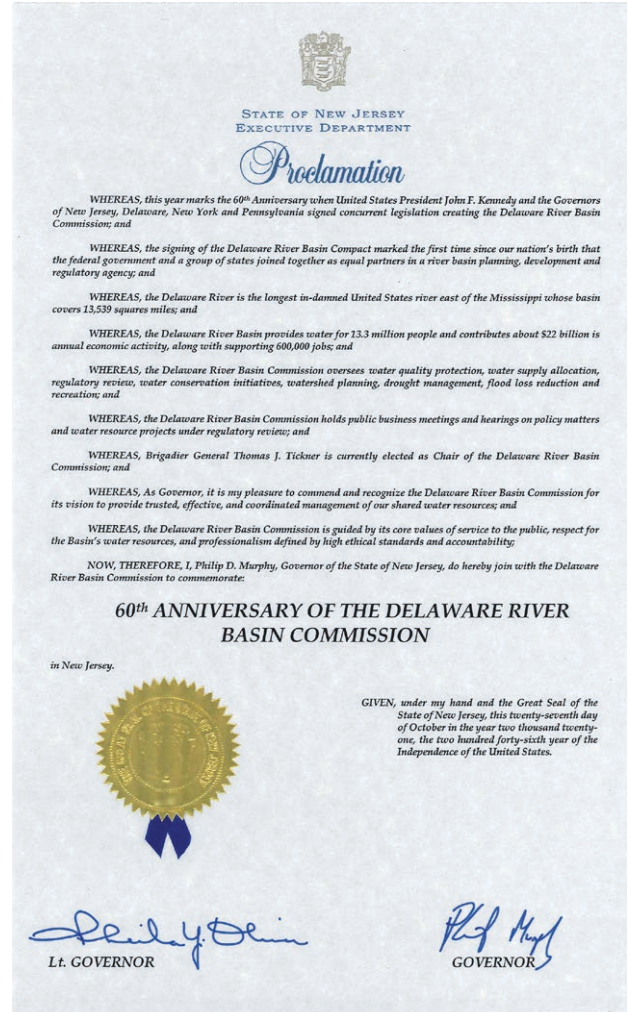 STATE OF NEW JERSEY
EXECUTIVE DEPARTMENT
Proclamation
WHEREAS, this year marks the 60th Anniversary when United States President John F. Kennedy and the Governors
of New Jersey, Delaware, New York and Pennsylvania signed concurrent legislation creating the Delaware River Basin
Commission; and
WHEREAS, the signing of the Delaware River Basin Compact marked the first time since our nation's birth that
the federal government and a group of states joined together as equal partners in a river basin planning, development and
regulatory agency; and
WHEREAS, the Delaware River is the longest in-damned United States river east of the Mississippi whose basin
covers 13,539 squares miles; and
WHEREAS, the Delaware River Basin provides water for 13.3 million people and contributes about $22 billion is
annual economic activity, along with supporting 600,000 jobs; and
WHEREAS, the Delaware River Basin Commission oversees water quality protection, water supply allocation,
regulatory review, water conservation initiatives, watershed planning, drought management, flood loss reduction and
recreation; and
WHEREAS, the Delaware River Basin Commission holds public business meetings and hearings on policy matters
and water resource projects under regulatory review; and
WHEREAS, Brigadier General Thomas J. Tickner is currently elected as Chair of the Delaware River Basin
Commission; and
WHEREAS, As Governor, it is my pleasure to commend and recognize the Delaware River Basin Commission for
its vision to provide trusted, effective, and coordinated management of our shared water resources; and
WHEREAS, the Delaware River Basin Commission is guided by its core values of service to the public, respect for
the Basin's water resources, and professionalism defined by high ethical standards and accountability;
NOW, THEREFORE, I, Philip D. Murphy, Governor of the State of New Jersey, do hereby join with the Delaware
River Basin Commission to commemorate:
60th ANNIVERSARY OF THE DELAWARE RIVER
BASIN COMMISSION
in New Jersey.
GIVEN, under my hand and the Great Seal of the
State of New Jersey, this twenty-seventh day
of October in the year two thousand twenty-
one, the two hundred forty-sixth year of the
Independence of the United States.
Lt. GOVERNOR
GOVERNOR